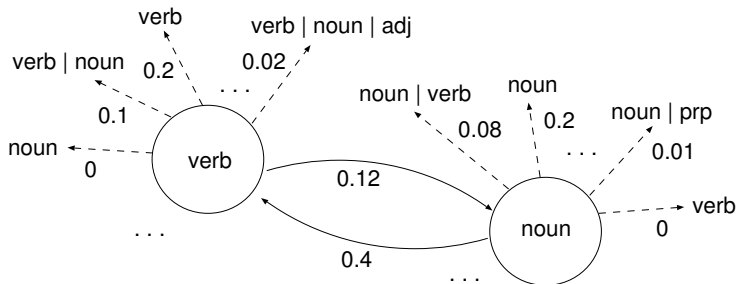 verb
verb | noun | adj
verb | noun
0.2
0.02
. . .
0.1
noun
0
verb
. . .
0.12
0.4
noun | verb
noun
noun | prp
0.08
0.2
. . .
0.01
verb
0
noun
. . .